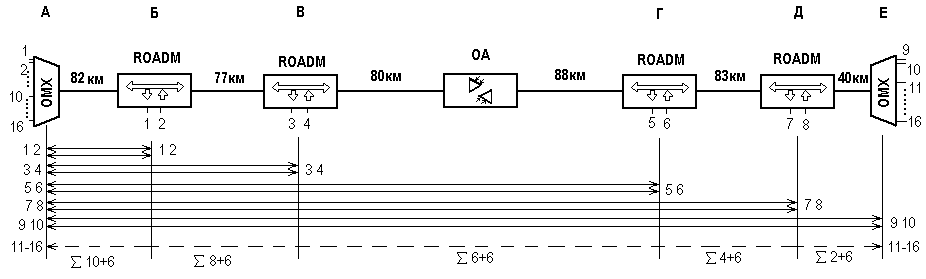 А Б В Г Д Е
ROADM ROADM ОА ROADM ROADM
82 км 77км 80км 88км 83км 40км
1
2
10
16
ОМХ
ОМХ
9
10
11
16
1 2 3 4 5 6 7 8
1 2 1 2
3 4 3 4
5 6 5 6
7 8 7 8
9 10 9 10
11-16 11-16
∑ 10+6 ∑ 8+6 ∑ 6+6 ∑ 4+6 ∑ 2+6